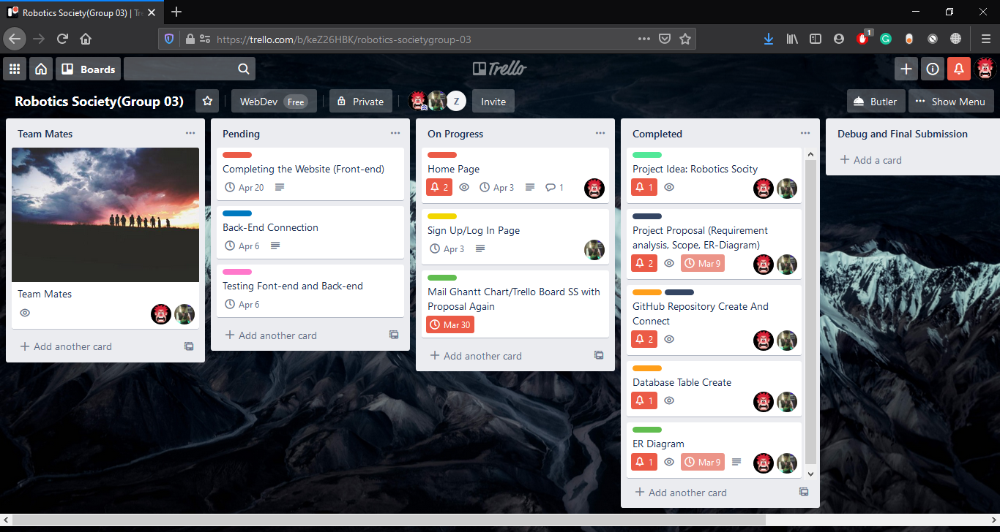 Robotics Society(Group 03) | Tre
https://trello.com/b/keZ26HBK/robotics-societygroup-03
1
Boards
Trello
Robotics Society(Group 03)
WebDev Free
Private
Z
Invite
Butler
Show Menu
Team Mates
Team Mates
Add another card
Pending
Completing the Website (Front-end)
Apr 20
Back-End Connection
Apr 6
Testing Font-end and Back-end
Apr 6
Add another card
On Progress
Home Page
2 Apr 3 1
Sign Up/Log In Page
Apr 3
Mail Ghantt Chart/Trello Board SS with
Proposal Again
Mar 30
Add another card
Completed
Project Idea: Robotics Socity
1
Project Proposal (Requirement
analysis, Scope, ER-Diagram)
2 Mar 9
GitHub Repository Create And
Connect
2
Database Table Create
1
ER Diagram
1 Mar 9
Add another card
Debug and Final Submission
Add a card